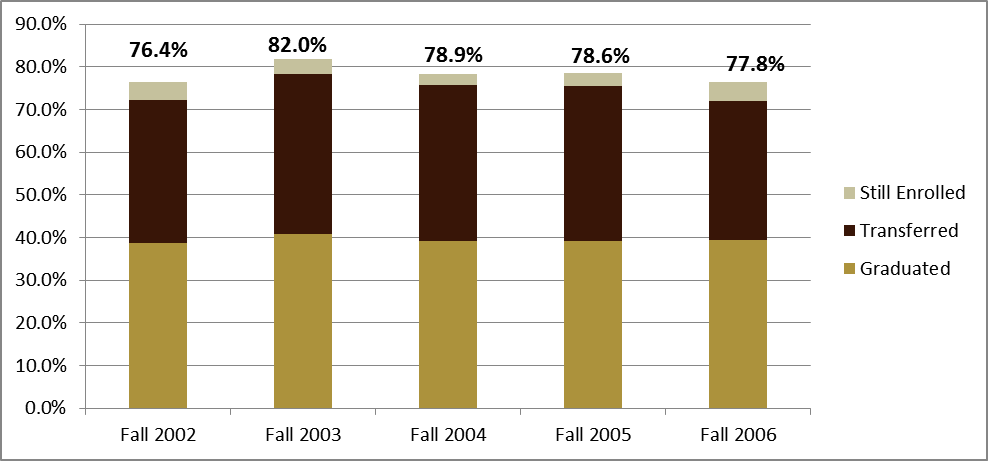 90.0%
80.0%
70.0%
60.0%
50.0%
40.0%
30.0%
20.0%
10.0%
0.0%
76.4%
82.0%
78.9%
78.6%
77.8%
Fall 2002
Fall 2003
Fall 2004
Fall 2005
Fall 2006
Still Enrolled
Transferred
Graduated